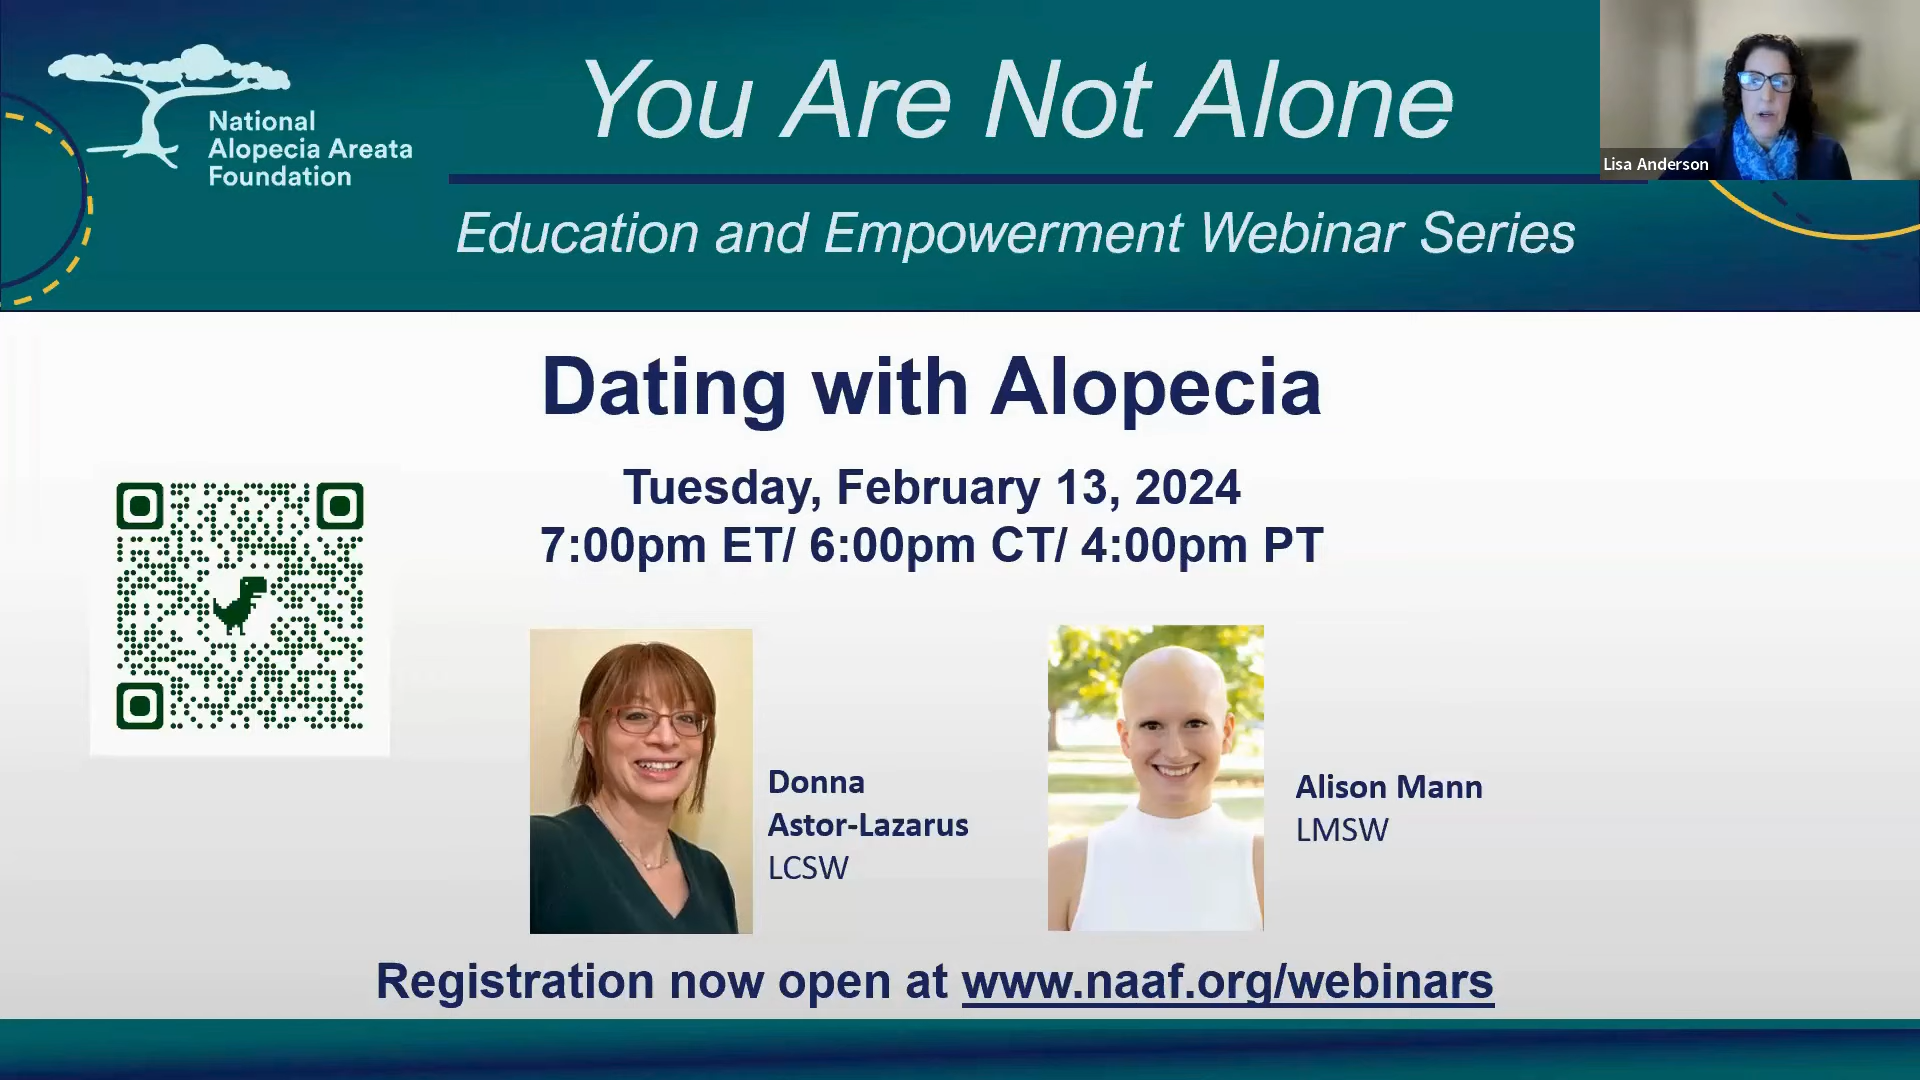 National
Alopecia Areata
Foundation
You Are Not Alone
Education and Empowerment Webinar Series
Lisa Anderson
Dating with Alopecia
Tuesday, February 13, 2024
7:00pm ET/ 6:00pm CT/ 4:00pm PT
Donna
Astor-Lazarus
LCSW
Alison Mann
LMSW
Registration now open at www.naaf.org/webinars